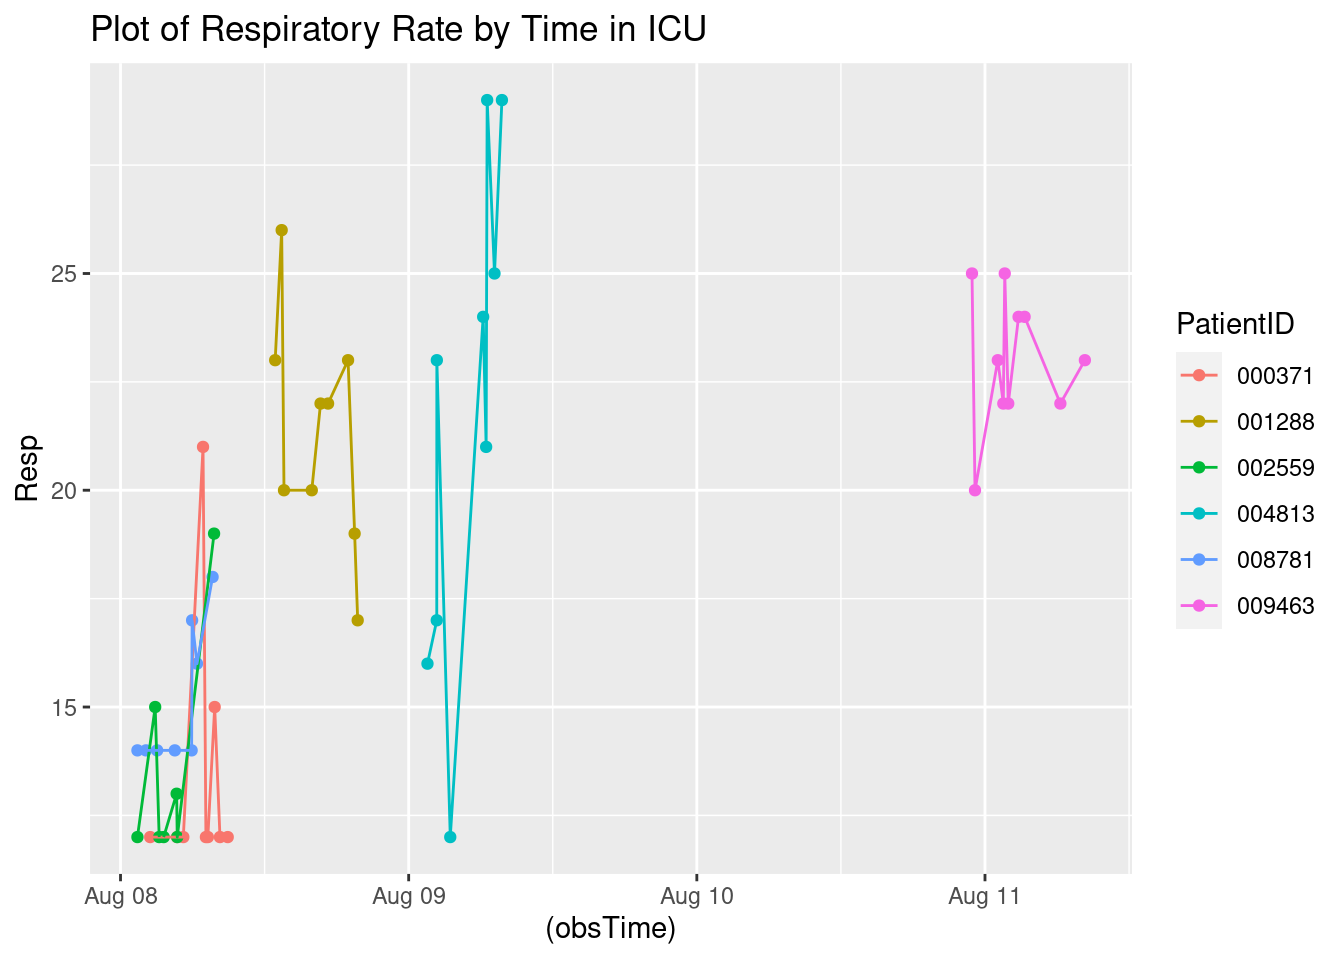 Plot of Respiratory Rate by Time in ICU
Resp
25
20
15
Aug 08
Aug 09
Aug 10
Aug 11
(obsTime)
PatientID
000371
001288
002559
004813
008781
009463